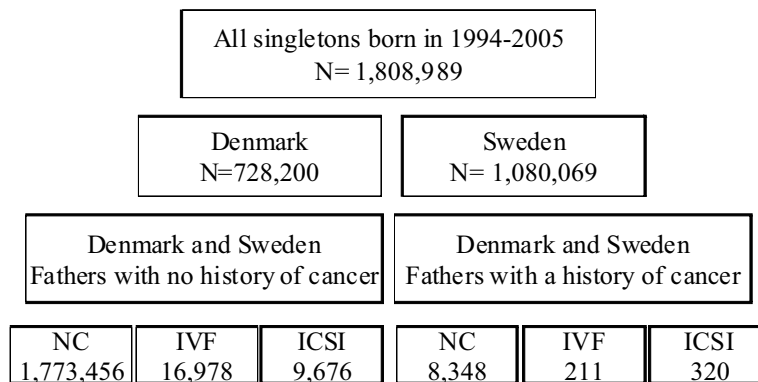 All singletons born in 1994-2005
N= 1,808,989
Denmark
N=728,200
Sweden
N= 1,080,069
Denmark and Sweden
Fathers with no history of cancer
Denmark and Sweden
Fathers with a history of cancer
NC
1,773,456
IVF
16,978
ICSI
9,676
NC
8,348
IVF
211
ICSI
320